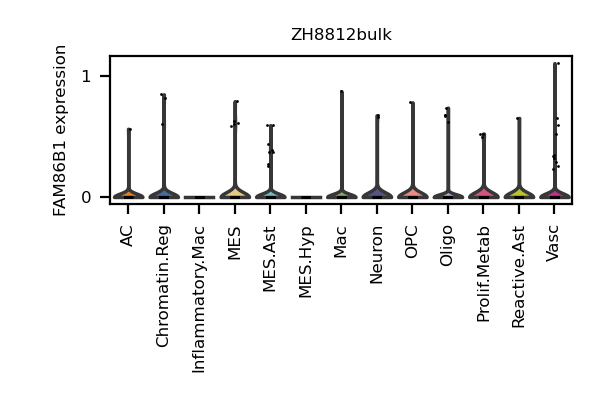 ZH8812bulk
FAM86B1 expression
1
0
AC
Chromatin.Reg
Inflammatory.Mac
MES
MES.Ast
MES.Hyp
Mac
Neuron
OPC
Oligo
Prolif.Metab
Reactive.Ast
Vasc